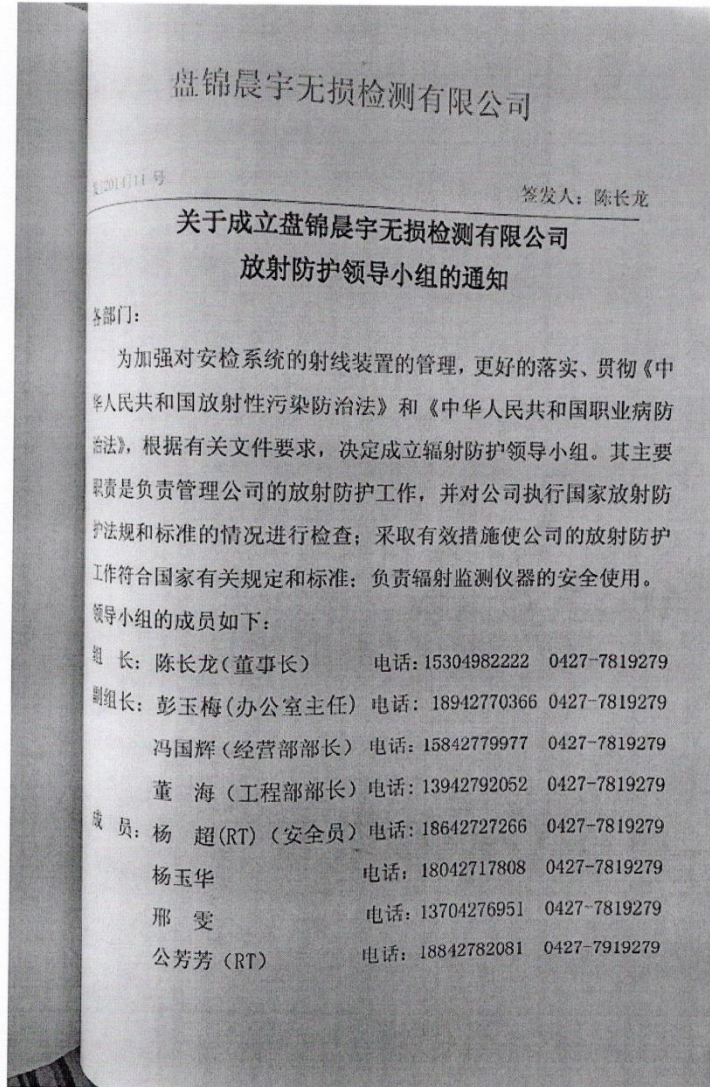 盘锦晨宇无损检测有限公司
2014]11 号
签发人：陈长龙
关于成立盘锦晨宇无损检测有限公司
放射防护领导小组的通知
各部门：
为加强对安检系统的射线装置的管理，更好的落实、贯彻《中
华人民共和国放射性污染防治法》和《中华人民共和国职业病防
治法》，根据有关文件要求，决定成立辐射防护领导小组。其主要
职责是负责管理公司的放射防护工作，并对公司执行国家放射防
护法规和标准的情况进行检查；采取有效措施使公司的放射防护
工作符合国家有关规定和标准；负责辐射监测仪器的安全使用。
领导小组的成员如下：
组 长：陈长龙(董事长) 电话：15304982222 0427-7819279
副组长：彭玉梅(办公室主任) 电话：18942770366 0427-7819279
冯国辉（经营部部长）电话：15842779977 0427-7819279
董 海（工程部部长）电话：13942792052 0427-7819279
成 员：杨 超(RT)（安全员）电话：18642727266 0427-7819279
杨玉华 电话：18042717808 0427-7819279
邢 雯 电话：13704276951 0427-7819279
公芳芳（RT） 电话：18842782081 0427-7919279